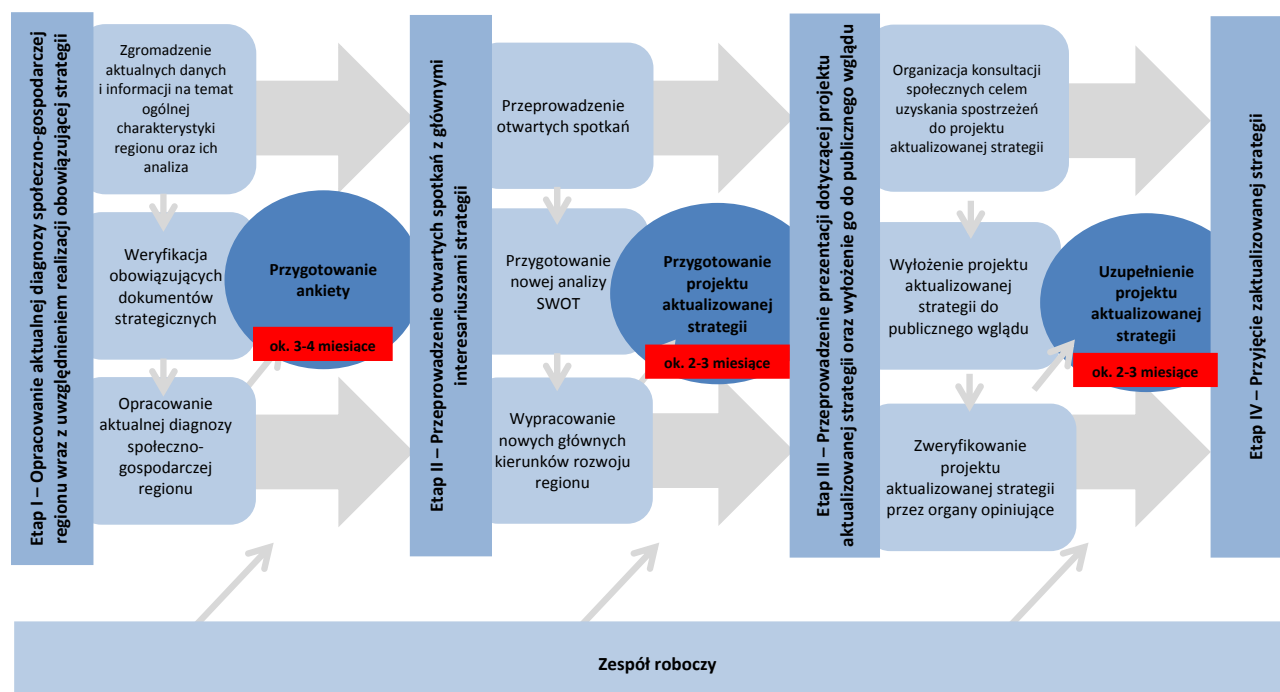 Etap I – Opracowanie aktualnej diagnozy społeczno-gospodarczej
regionu wraz z uwzględnieniem realizacji obowiązującej strategii
Zgromadzenie
aktualnych danych
i informacji na temat
ogólnej
charakterystyki
regionu oraz ich
analiza
Weryfikacja
obowiązujących
dokumentów
strategicznych
Opracowanie
aktualnej diagnozy
społeczno-
gospodarczej
regionu
Przygotowanie
ankiety
ok. 3-4 miesiące
Etap II – Przeprowadzenie otwartych spotkań z głównymi
interesariuszami strategii
Przeprowadzenie
otwartych spotkań
Przygotowanie
nowej analizy
SWOT
Wypracowanie
nowych głównych
kierunków rozwoju
regionu
Przygotowanie
projektu
aktualizowanej
strategii
ok. 2-3 miesiące
Etap III – Przeprowadzenie prezentacji dotyczącej projektu
aktualizowanej strategii oraz wyłożenie go do publicznego wglądu
Organizacja konsultacji
społecznych celem
uzyskania spostrzeżeń
do projektu
aktualizowanej strategii
Wyłożenie projektu
aktualizowanej
strategii do
publicznego wglądu
Zweryfikowanie
projektu
aktualizowanej strategii
przez organy opiniujące
Uzupełnienie
projektu
aktualizowanej
strategii
ok. 2-3 miesiące
Etap IV – Przyjęcie zaktualizowanej strategii
Zespół roboczy